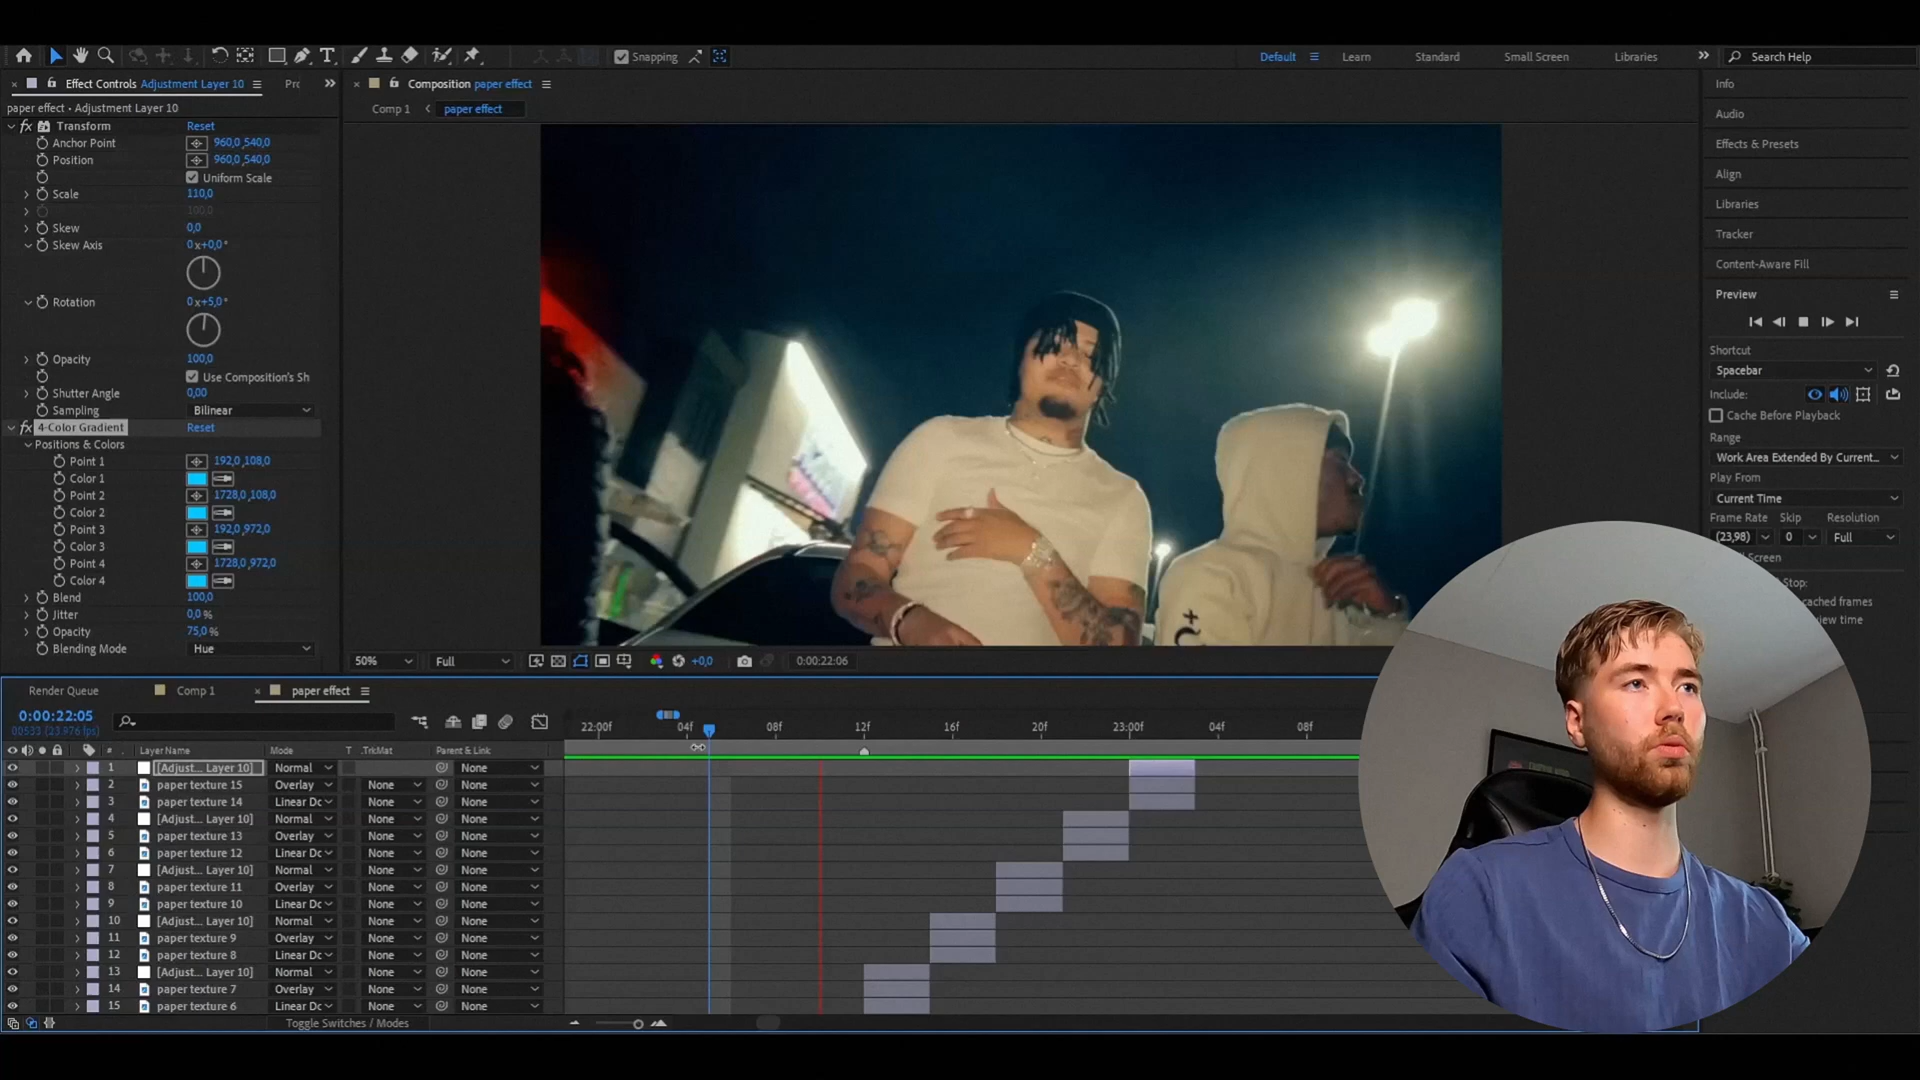 Snapping
Default
Learn
Standard
Small Screen
Libraries
Search Help
Effect Controls Adjustment Layer 10
Composition paper effect
Info
paper effect • Adjustment Layer 10
Comp 1
paper effect
Audio
fx Transform Reset
Anchor Point 960,0 ,540,0
Position 960,0 ,540,0
Uniform Scale
Scale 110,0
100,0
Skew 0,0
Skew Axis 0 x+0,0°
Rotation 0 x+5,0°
Opacity 100,0
Use Composition's Sh
Shutter Angle 0,00
Sampling Bilinear
fx 4-Color Gradient Reset
Positions & Colors
Point 1 192,0 ,108,0
Color 1
Point 2 1728,0 ,108,0
Color 2
Point 3 192,0 ,972,0
Color 3
Point 4 1728,0 ,972,0
Color 4
Blend 100,0
Jitter 0,0 %
Opacity 75,0 %
Blending Mode Hue
Effects & Presets
Align
Libraries
Tracker
Content-Aware Fill
Preview
Shortcut
Spacebar
Include:
Cache Before Playback
Range
Work Area Extended By Current...
Play From
Current Time
Frame Rate Skip Resolution
(23,98) 0 Full
Screen
Stop:
cached frames
view time
50% Full +0,0 0:00:22:06
Render Queue Comp 1 paper effect
0:00:22:05
00533 (23.976 fps)
22:00f 04f 08f 12f 16f 20f 23:00f 04f 08f
# Layer Name Mode T .TrkMat Parent & Link
1 [Adjust... Layer 10] Normal None
2 paper texture 15 Overlay None None
3 paper texture 14 Linear Dc None None
4 [Adjust... Layer 10] Normal None None
5 paper texture 13 Overlay None None
6 paper texture 12 Linear Dc None None
7 [Adjust... Layer 10] Normal None None
8 paper texture 11 Overlay None None
9 paper texture 10 Linear Dc None None
10 [Adjust... Layer 10] Normal None None
11 paper texture 9 Overlay None None
12 paper texture 8 Linear Dc None None
13 [Adjust... Layer 10] Normal None None
14 paper texture 7 Overlay None None
15 paper texture 6 Linear Dc None None
Toggle Switches / Modes